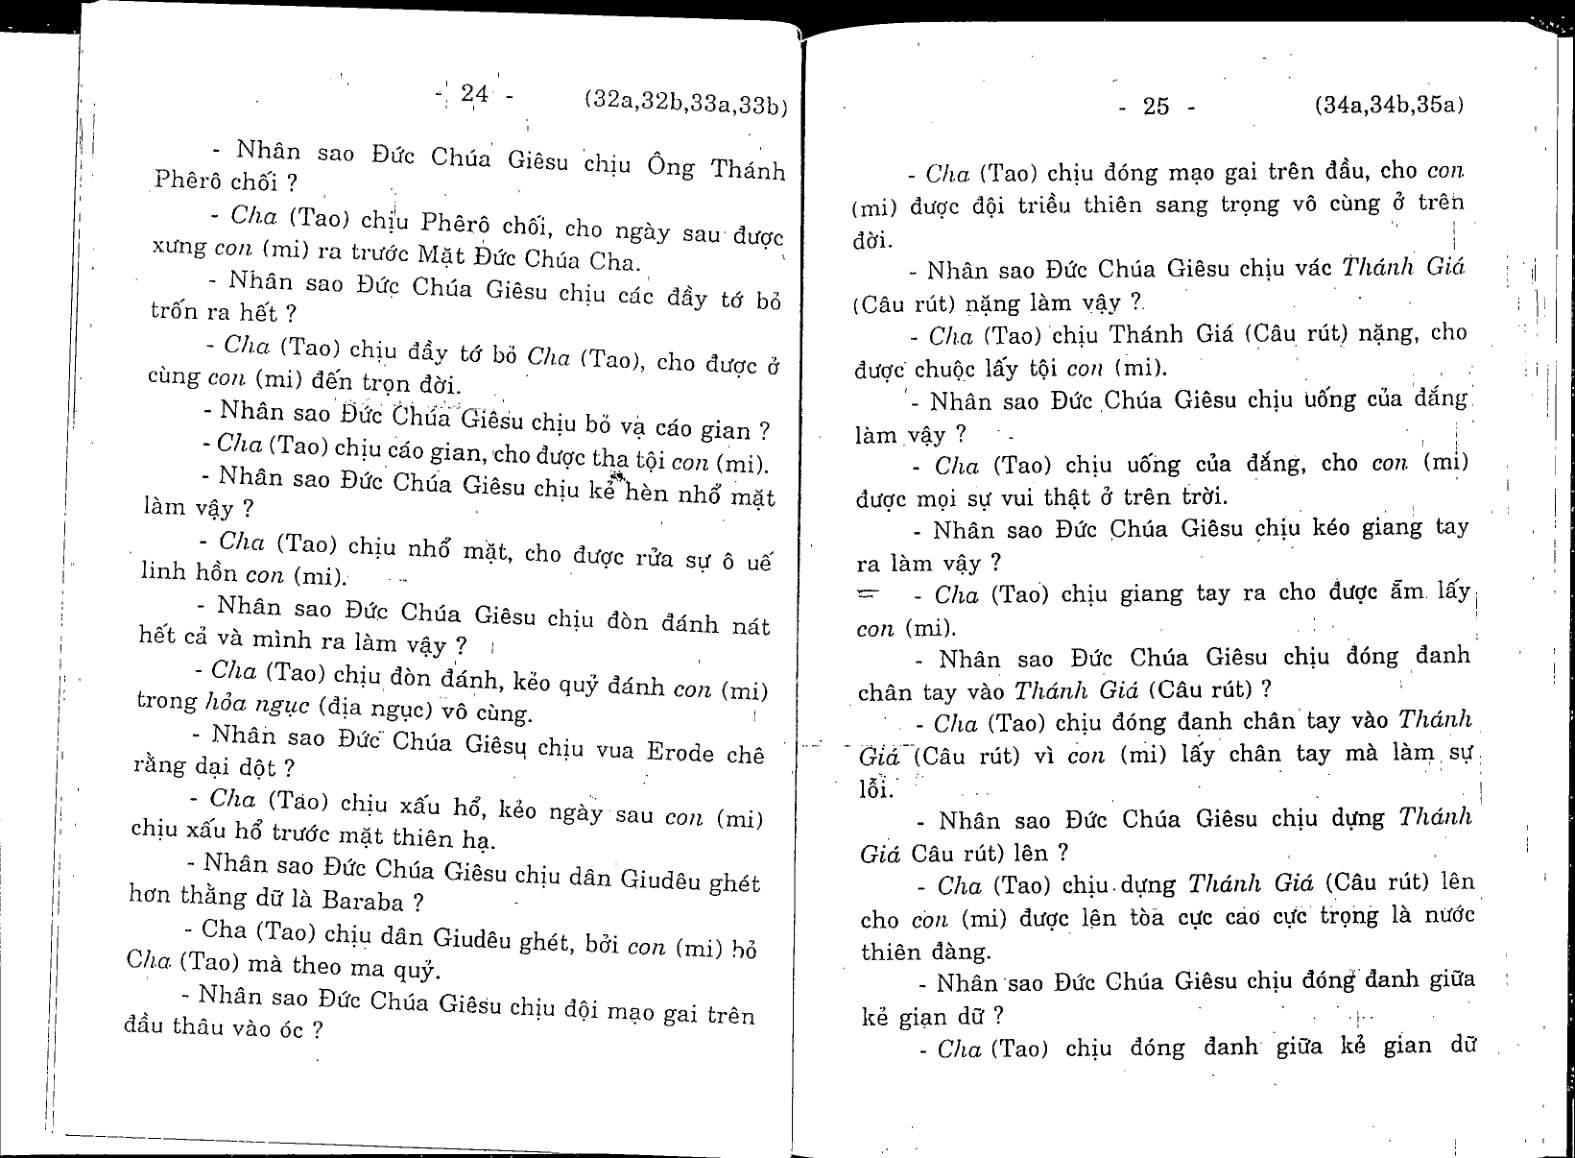 - 24 - (32a,32b,33a,33b)
- Nhân sao Đức Chúa Giêsu chịu Ông Thánh
Phêrô chối ?
- Cha (Tao) chịu Phêrô chối, cho ngày sau được
xưng con (mi) ra trước Mặt Đức Chúa Cha.
- Nhân sao Đức Chúa Giêsu chịu các đầy tớ bỏ
trốn ra hết ?
- Cha (Tao) chịu đầy tớ bỏ Cha (Tao), cho được ở
cùng con (mi) đến trọn đời.
- Nhân sao Đức Chúa Giêsu chịu bỏ vạ cáo gian ?
- Cha (Tao) chịu cáo gian, cho được tha tội con (mi).
- Nhân sao Đức Chúa Giêsu chịu kẻ hèn nhổ mặt
làm vậy ?
- Cha (Tao) chịu nhổ mặt, cho được rửa sự ô uế
linh hồn con (mi).
- Nhân sao Đức Chúa Giêsu chịu đòn đánh nát
hết cả và mình ra làm vậy ?
- Cha (Tao) chịu đòn đánh, kẻo quỷ đánh con (mi)
trong hỏa ngục (địa ngục) vô cùng.
- Nhân sao Đức Chúa Giêsu chịu vua Erode chê
rằng dại dột ?
- Cha (Tao) chịu xấu hổ, kẻo ngày sau con (mi)
chịu xấu hổ trước mặt thiên hạ.
- Nhân sao Đức Chúa Giêsu chịu dân Giudêu ghét
hơn thằng dữ là Baraba ?
- Cha (Tao) chịu dân Giudêu ghét, bởi con (mi) bỏ
Cha (Tao) mà theo ma quỷ.
- Nhân sao Đức Chúa Giêsu chịu đội mạo gai trên
đầu thâu vào óc ?
- 25 - (34a,34b,35a)
- Cha (Tao) chịu đóng mạo gai trên đầu, cho con
(mi) được đội triều thiên sang trọng vô cùng ở trên
đời.
- Nhân sao Đức Chúa Giêsu chịu vác Thánh Giá
(Câu rút) nặng làm vậy ?
- Cha (Tao) chịu Thánh Giá (Câu rút) nặng, cho
được chuộc lấy tội con (mi).
- Nhân sao Đức Chúa Giêsu chịu uống của đắng
làm vậy ?
- Cha (Tao) chịu uống của đắng, cho con (mi)
được mọi sự vui thật ở trên trời.
- Nhân sao Đức Chúa Giêsu chịu kéo giang tay
ra làm vậy ?
- Cha (Tao) chịu giang tay ra cho được ẵm lấy
con (mi).
- Nhân sao Đức Chúa Giêsu chịu đóng đanh
chân tay vào Thánh Giá (Câu rút) ?
- Cha (Tao) chịu đóng đanh chân tay vào Thánh
Giá (Câu rút) vì con (mi) lấy chân tay mà làm sự
lỗi.
- Nhân sao Đức Chúa Giêsu chịu dựng Thánh
Giá Câu rút) lên ?
- Cha (Tao) chịu dựng Thánh Giá (Câu rút) lên
cho con (mi) được lên tòa cực cao cực trọng là nước
thiên đàng.
- Nhân sao Đức Chúa Giêsu chịu đóng đanh giữa
kẻ gian dữ ?
- Cha (Tao) chịu đóng đanh giữa kẻ gian dữ